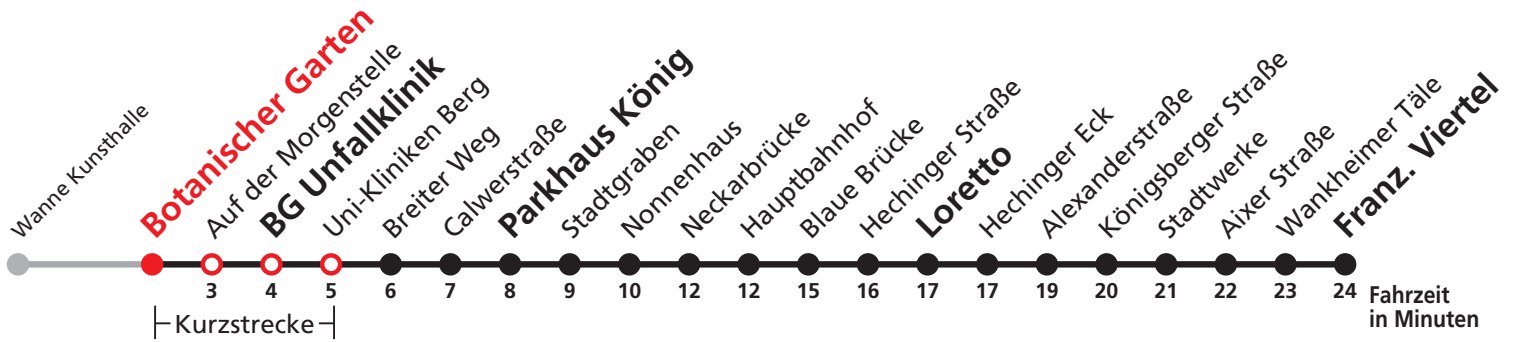 Wanne Kunsthalle
Botanischer Garten
Auf der Morgenstelle
BG Unfallklinik
Uni-Kliniken Berg
Breiter Weg
Calwerstraße
Parkhaus König
Stadtgraben
Nonnenhaus
Neckarbrücke
Hauptbahnhof
Blaue Brücke
Hechinger Straße
Loretto
Hechinger Eck
Alexanderstraße
Königsberger Straße
Stadtwerke
Aixer Straße
Wankheimer Täle
Franz. Viertel
3 4 5 6 7 8 9 10 12 12 15 16 17 17 19 20 21 22 23 24
Fahrzeit
in Minuten
Kurzstrecke